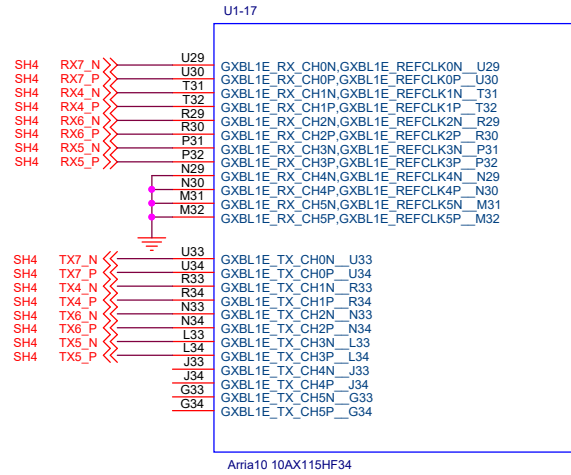 U1-17
SH4 RX7_N U29 GXBL1E_RX_CH0N,GXBL1E_REFCLK0N__U29
SH4 RX7_P U30 GXBL1E_RX_CH0P,GXBL1E_REFCLK0P__U30
SH4 RX4_N T31 GXBL1E_RX_CH1N,GXBL1E_REFCLK1N__T31
SH4 RX4_P T32 GXBL1E_RX_CH1P,GXBL1E_REFCLK1P__T32
SH4 RX6_N R29 GXBL1E_RX_CH2N,GXBL1E_REFCLK2N__R29
SH4 RX6_P R30 GXBL1E_RX_CH2P,GXBL1E_REFCLK2P__R30
SH4 RX5_N P31 GXBL1E_RX_CH3N,GXBL1E_REFCLK3N__P31
SH4 RX5_P P32 GXBL1E_RX_CH3P,GXBL1E_REFCLK3P__P32
N29 GXBL1E_RX_CH4N,GXBL1E_REFCLK4N__N29
N30 GXBL1E_RX_CH4P,GXBL1E_REFCLK4P__N30
M31 GXBL1E_RX_CH5N,GXBL1E_REFCLK5N__M31
M32 GXBL1E_RX_CH5P,GXBL1E_REFCLK5P__M32
SH4 TX7_N U33 GXBL1E_TX_CH0N__U33
SH4 TX7_P U34 GXBL1E_TX_CH0P__U34
SH4 TX4_N R33 GXBL1E_TX_CH1N__R33
SH4 TX4_P R34 GXBL1E_TX_CH1P__R34
SH4 TX6_N N33 GXBL1E_TX_CH2N__N33
SH4 TX6_P N34 GXBL1E_TX_CH2P__N34
SH4 TX5_N L33 GXBL1E_TX_CH3N__L33
SH4 TX5_P L34 GXBL1E_TX_CH3P__L34
J33 GXBL1E_TX_CH4N__J33
J34 GXBL1E_TX_CH4P__J34
G33 GXBL1E_TX_CH5N__G33
G34 GXBL1E_TX_CH5P__G34
Arria10 10AX115HF34